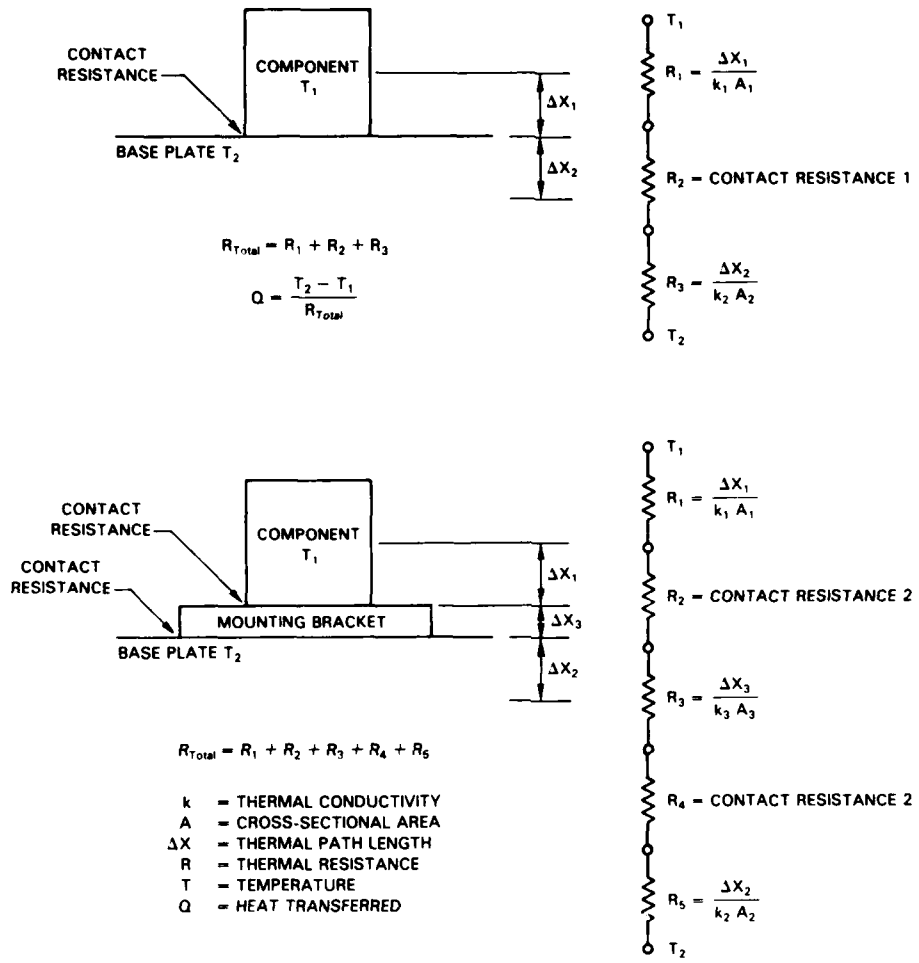 CONTACT
RESISTANCE
COMPONENT
T₁
BASE PLATE T₂
ΔX₁
ΔX₂
R_Total = R₁ + R₂ + R₃
Q = (T₂ − T₁) / R_Total
T₁
R₁ = ΔX₁ / (k₁ A₁)
R₂ = CONTACT RESISTANCE 1
R₃ = ΔX₂ / (k₂ A₂)
T₂
CONTACT
RESISTANCE
CONTACT
RESISTANCE
COMPONENT
T₁
MOUNTING BRACKET
BASE PLATE T₂
ΔX₁
ΔX₃
ΔX₂
R_Total = R₁ + R₂ + R₃ + R₄ + R₅
k = THERMAL CONDUCTIVITY
A = CROSS-SECTIONAL AREA
ΔX = THERMAL PATH LENGTH
R = THERMAL RESISTANCE
T = TEMPERATURE
Q = HEAT TRANSFERRED
T₁
R₁ = ΔX₁ / (k₁ A₁)
R₂ = CONTACT RESISTANCE 2
R₃ = ΔX₃ / (k₃ A₃)
R₄ = CONTACT RESISTANCE 2
R₅ = ΔX₂ / (k₂ A₂)
T₂